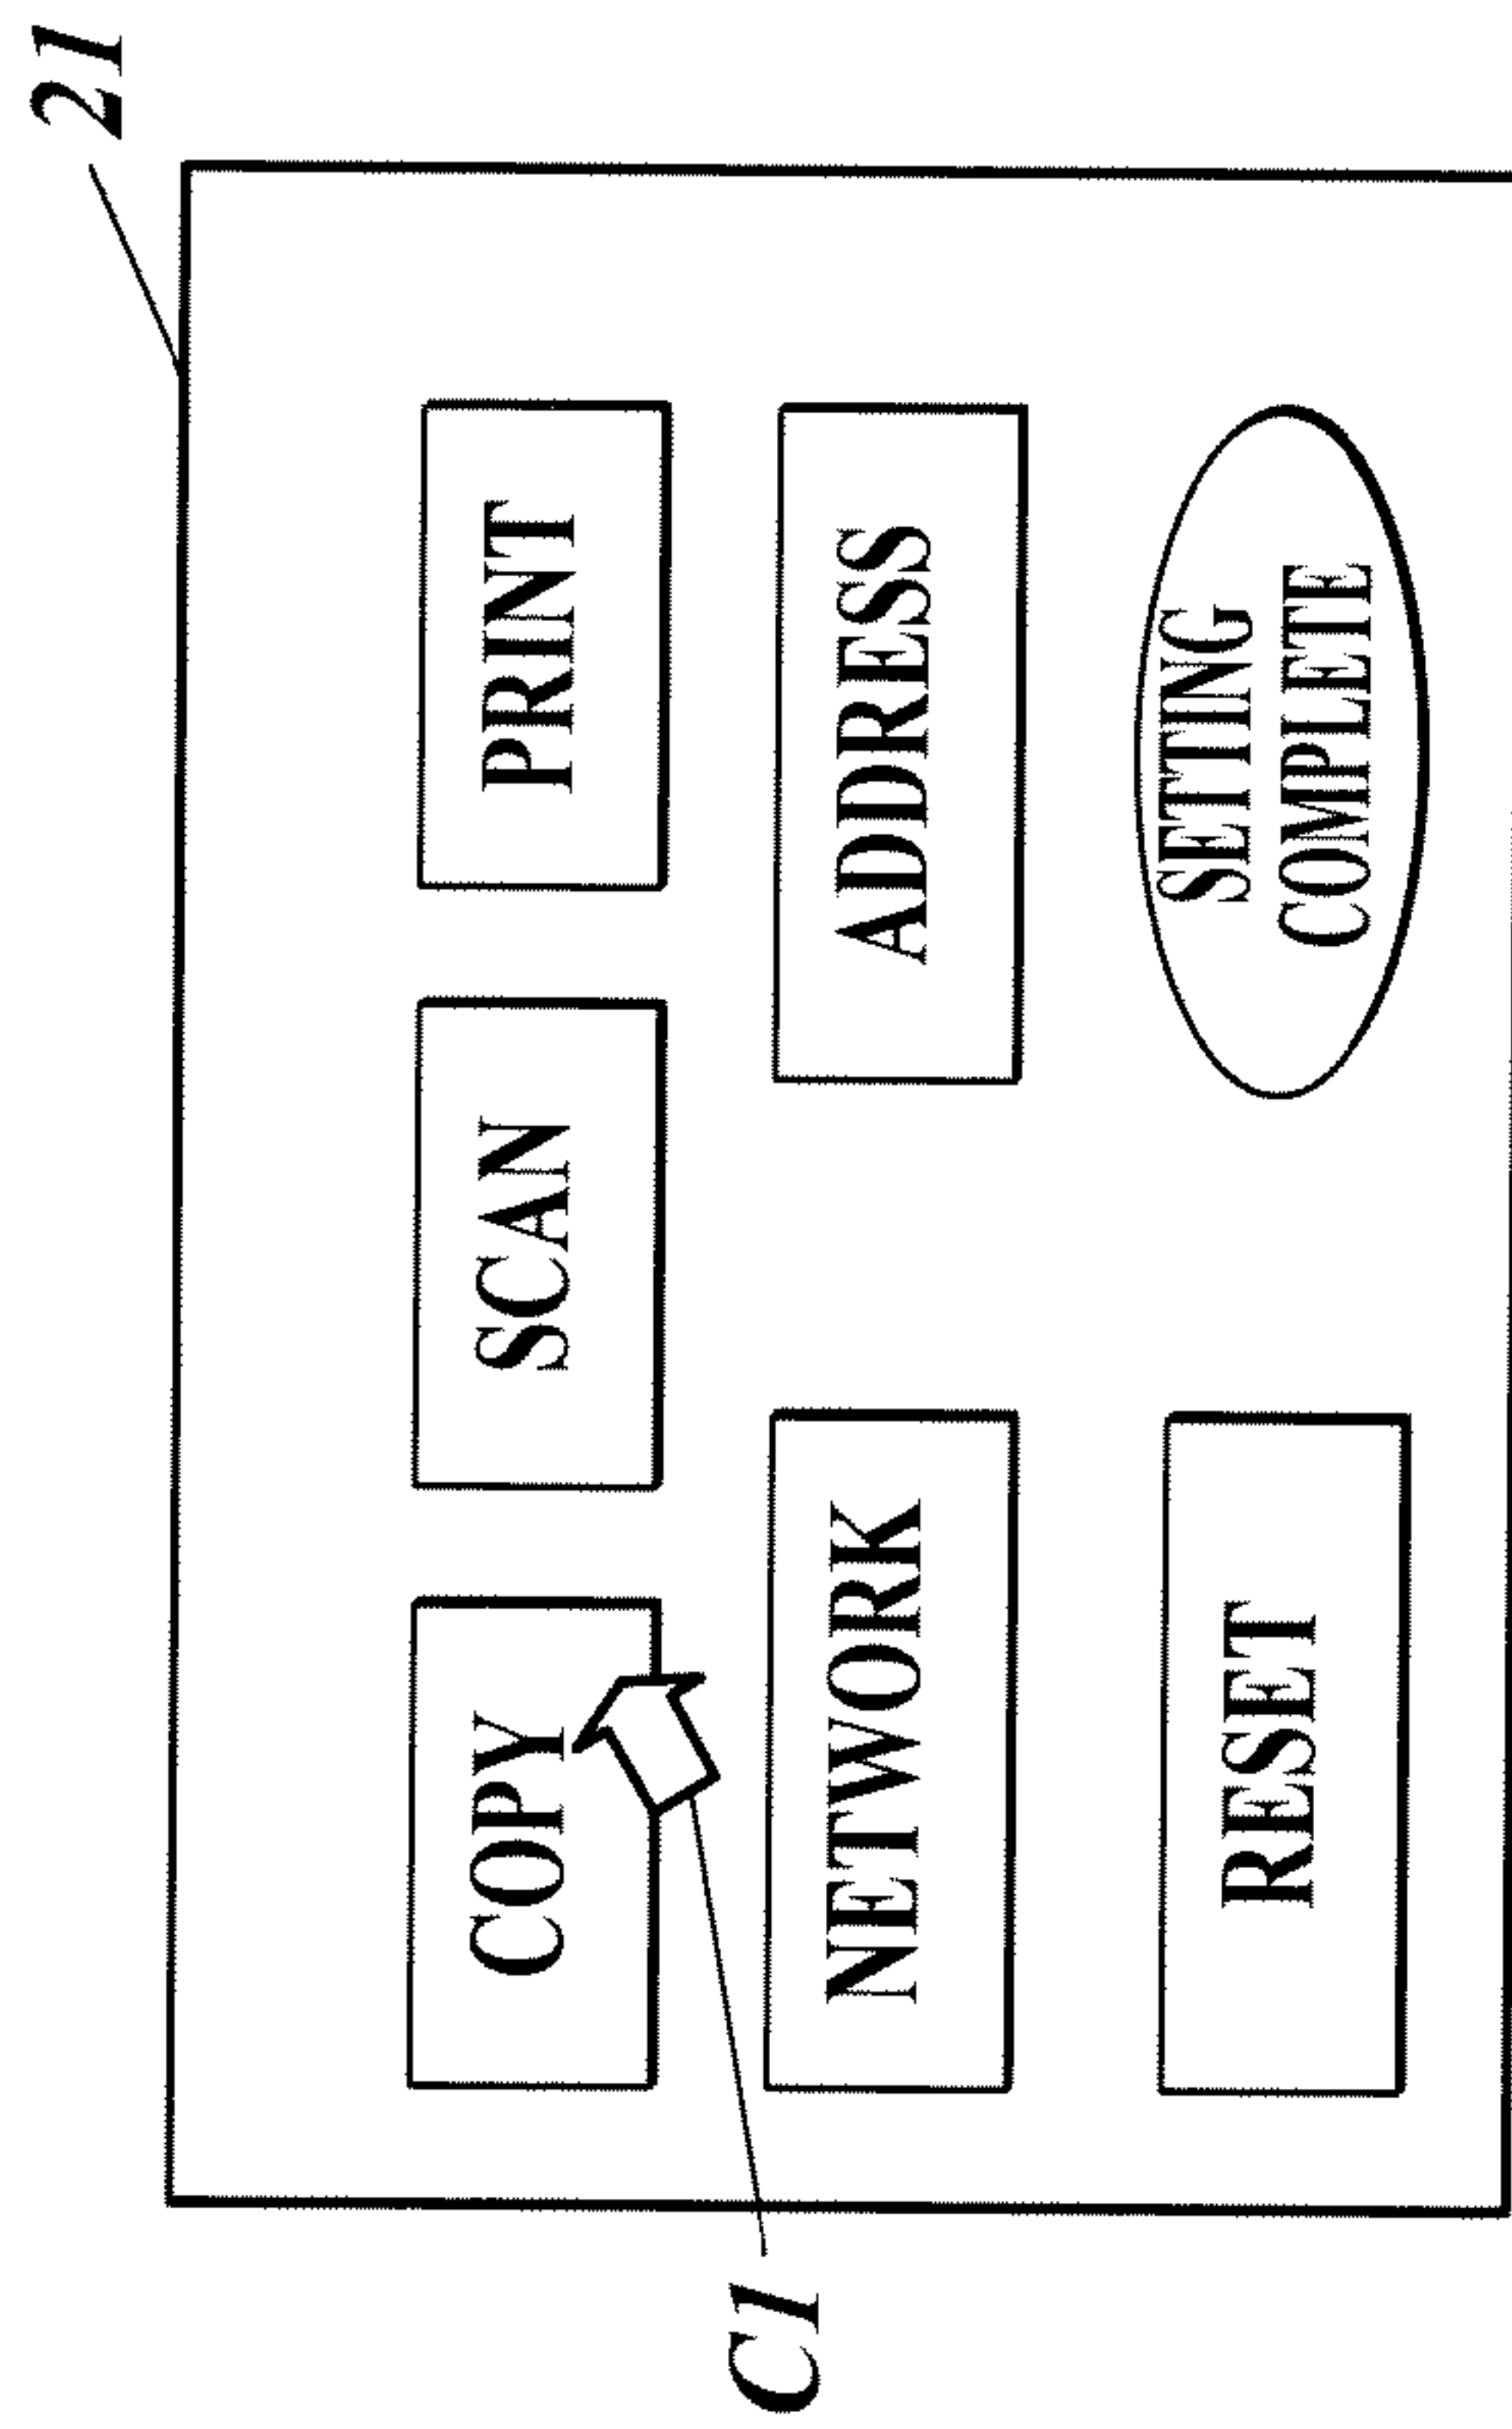 21
COPY
SCAN
PRINT
C1
NETWORK
ADDRESS
RESET
SETTING
COMPLETE